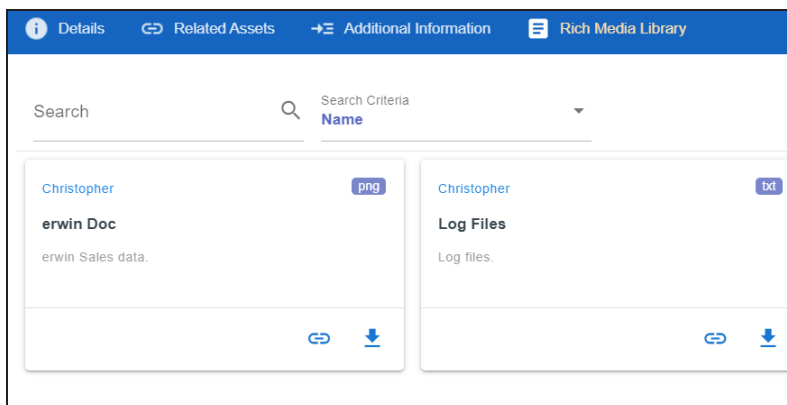 Details Related Assets Additional Information Rich Media Library
Search
Search Criteria
Name
Christopher png
erwin Doc
erwin Sales data.
Christopher txt
Log Files
Log files.